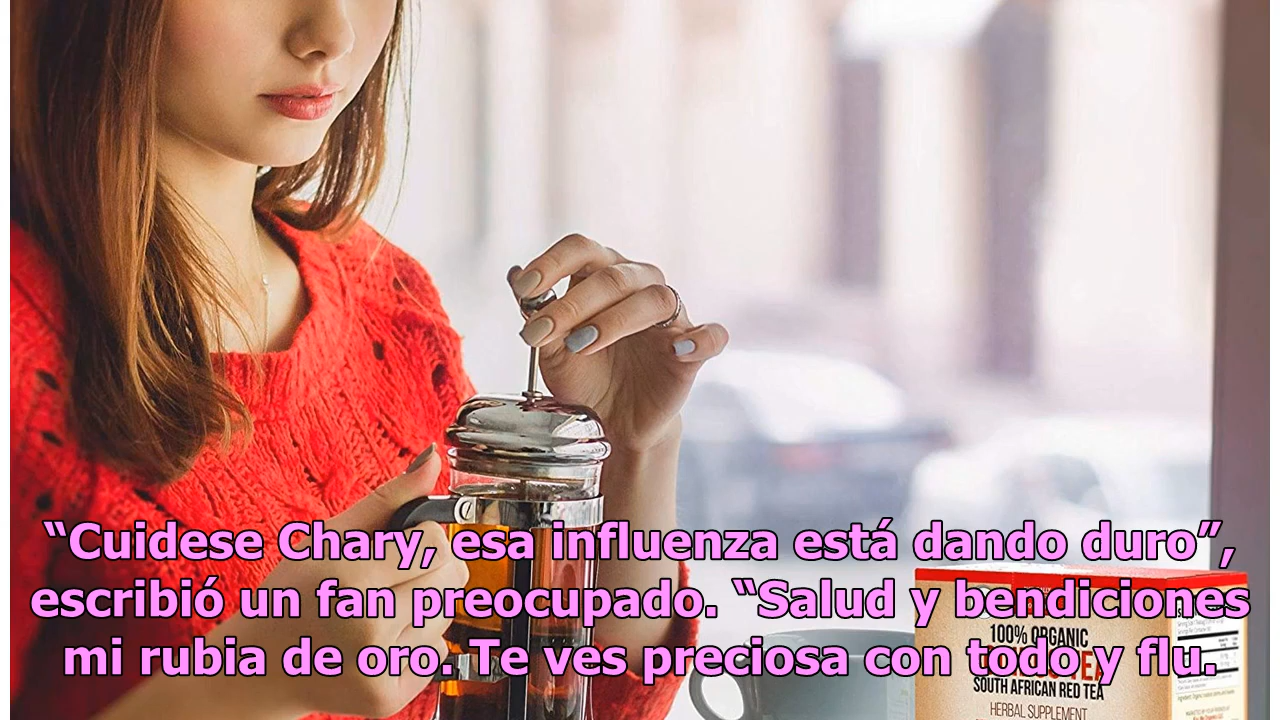 “Cuidese Chary, esa influenza está dando duro”,
escribió un fan preocupado. “Salud y bendiciones
mi rubia de oro. Te ves preciosa con todo y flu.
100% ORGANIC
SOUTH AFRICAN RED TEA
HERBAL SUPPLEMENT